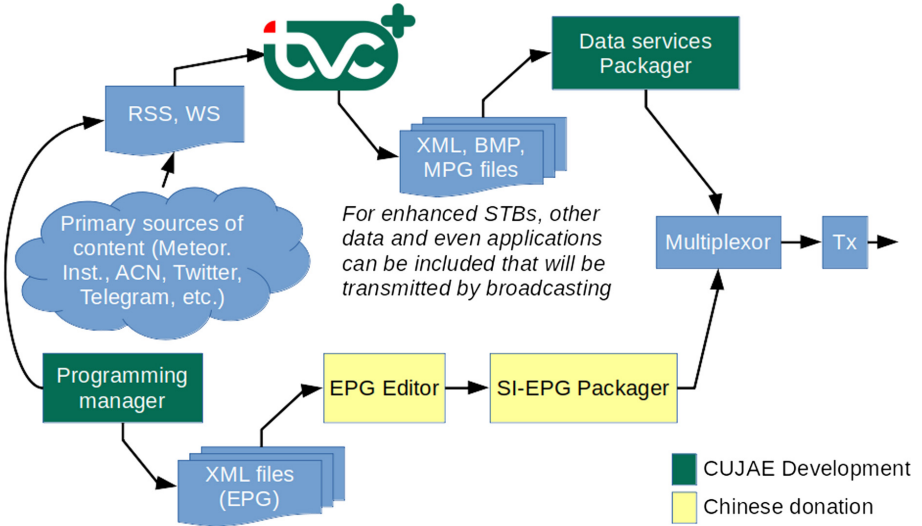 tvc+
Data services
Packager
RSS, WS
XML, BMP,
MPG files
Primary sources of
content (Meteor.
Inst., ACN, Twitter,
Telegram, etc.)
For enhanced STBs, other
data and even applications
can be included that will be
transmitted by broadcasting
Multiplexor
Tx
Programming
manager
EPG Editor
SI-EPG Packager
XML files
(EPG)
CUJAE Development
Chinese donation